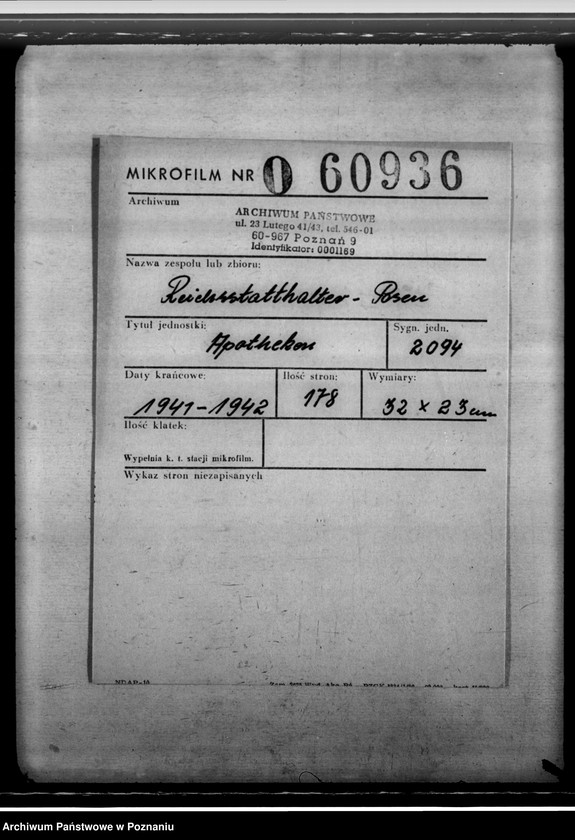 MIKROFILM NR 0 60936
Archiwum
ARCHIWUM PAŃSTWOWE
ul. 23 Lutego 41/43, tel. 546-01
60-967 Poznań 9
Identyfikator: 0001169
Nazwa zespołu lub zbioru:
Reichsstatthalter - Posen
Tytuł jednostki:
Apotheken
Sygn. jedn.
2094
Daty krańcowe:
1941-1942
Ilość stron:
178
Wymiary:
32 x 23 cm
Ilość klatek:
Wypełnia k. t. stacji mikrofilm.
Wykaz stron niezapisanych
Archiwum Państwowe w Poznaniu